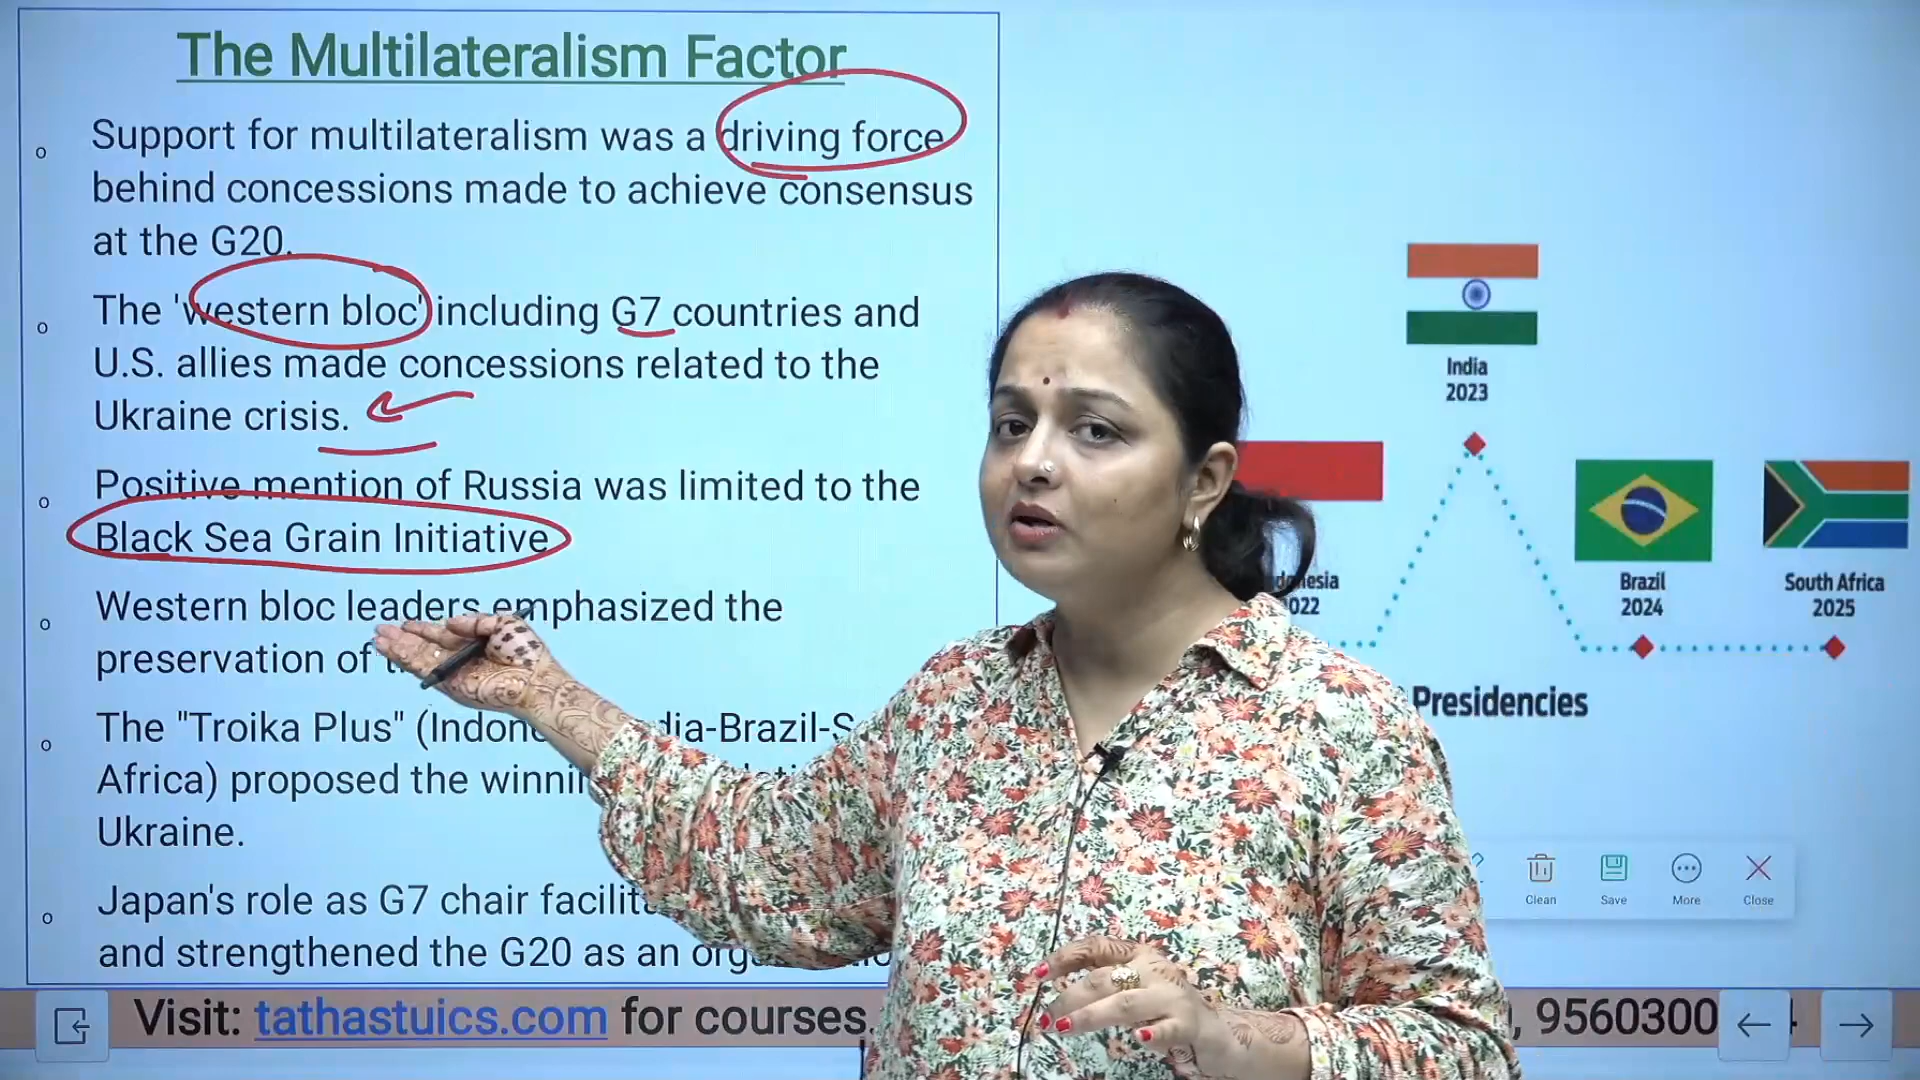 The Multilateralism Factor
Support for multilateralism was a driving force
behind concessions made to achieve consensus
at the G20.
The 'western bloc' including G7 countries and
U.S. allies made concessions related to the
Ukraine crisis.
Positive mention of Russia was limited to the
Black Sea Grain Initiative
Western bloc leaders emphasized the
preservation of
The "Troika Plus"
Africa) proposed the
Ukraine.
Japan's role as G7 chair
and strengthened the G20 as an
India
2023
Brazil
2024
South Africa
2025
Presidencies
Clean Save More Close
Visit: tathastuics.com for courses. , 9560300